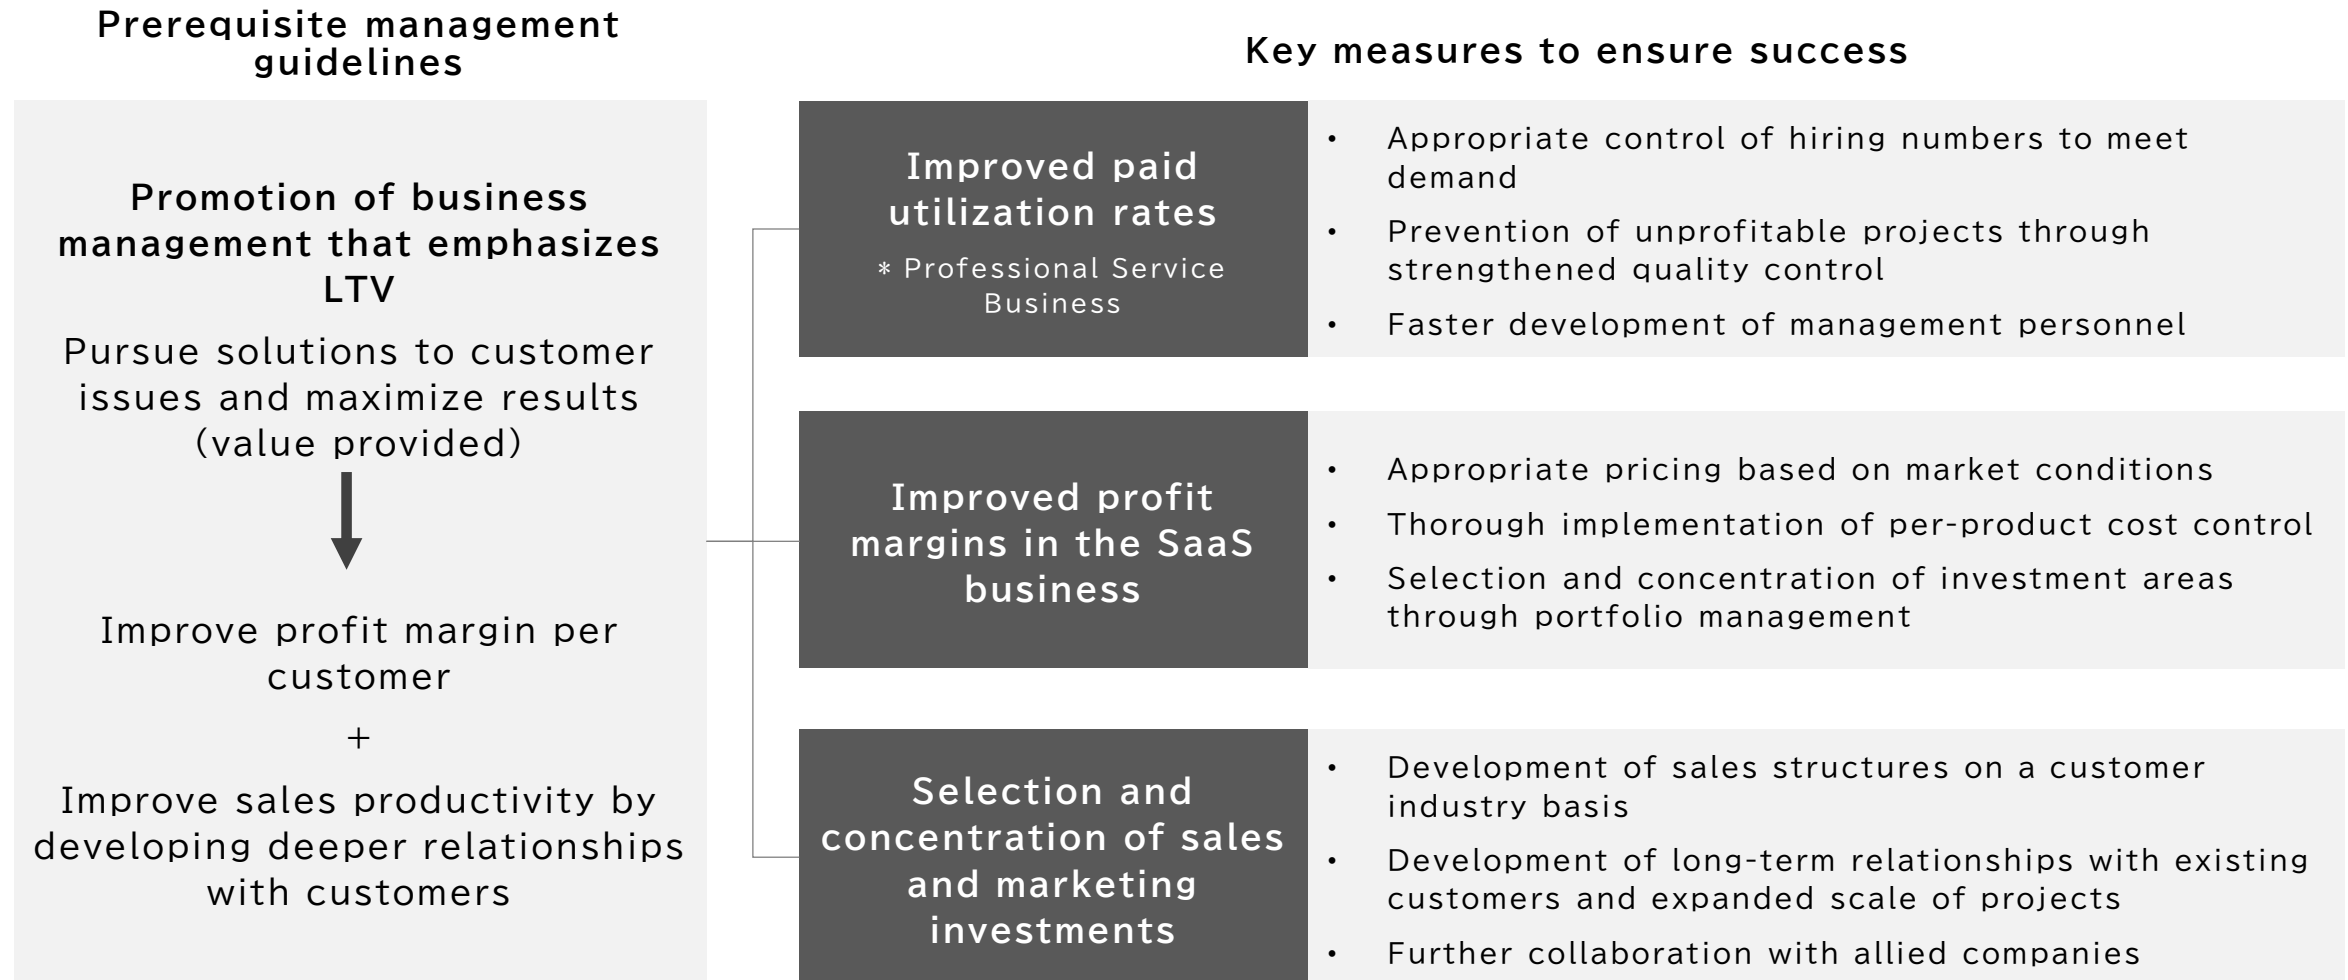 Prerequisite management
guidelines
Key measures to ensure success
Promotion of business
management that emphasizes
LTV
Pursue solutions to customer
issues and maximize results
(value provided)
Improve profit margin per
customer
+
Improve sales productivity by
developing deeper relationships
with customers
Improved paid
utilization rates
* Professional Service
Business
• Appropriate control of hiring numbers to meet
demand
• Prevention of unprofitable projects through
strengthened quality control
• Faster development of management personnel
Improved profit
margins in the SaaS
business
• Appropriate pricing based on market conditions
• Thorough implementation of per-product cost control
• Selection and concentration of investment areas
through portfolio management
Selection and
concentration of sales
and marketing
investments
• Development of sales structures on a customer
industry basis
• Development of long-term relationships with existing
customers and expanded scale of projects
• Further collaboration with allied companies